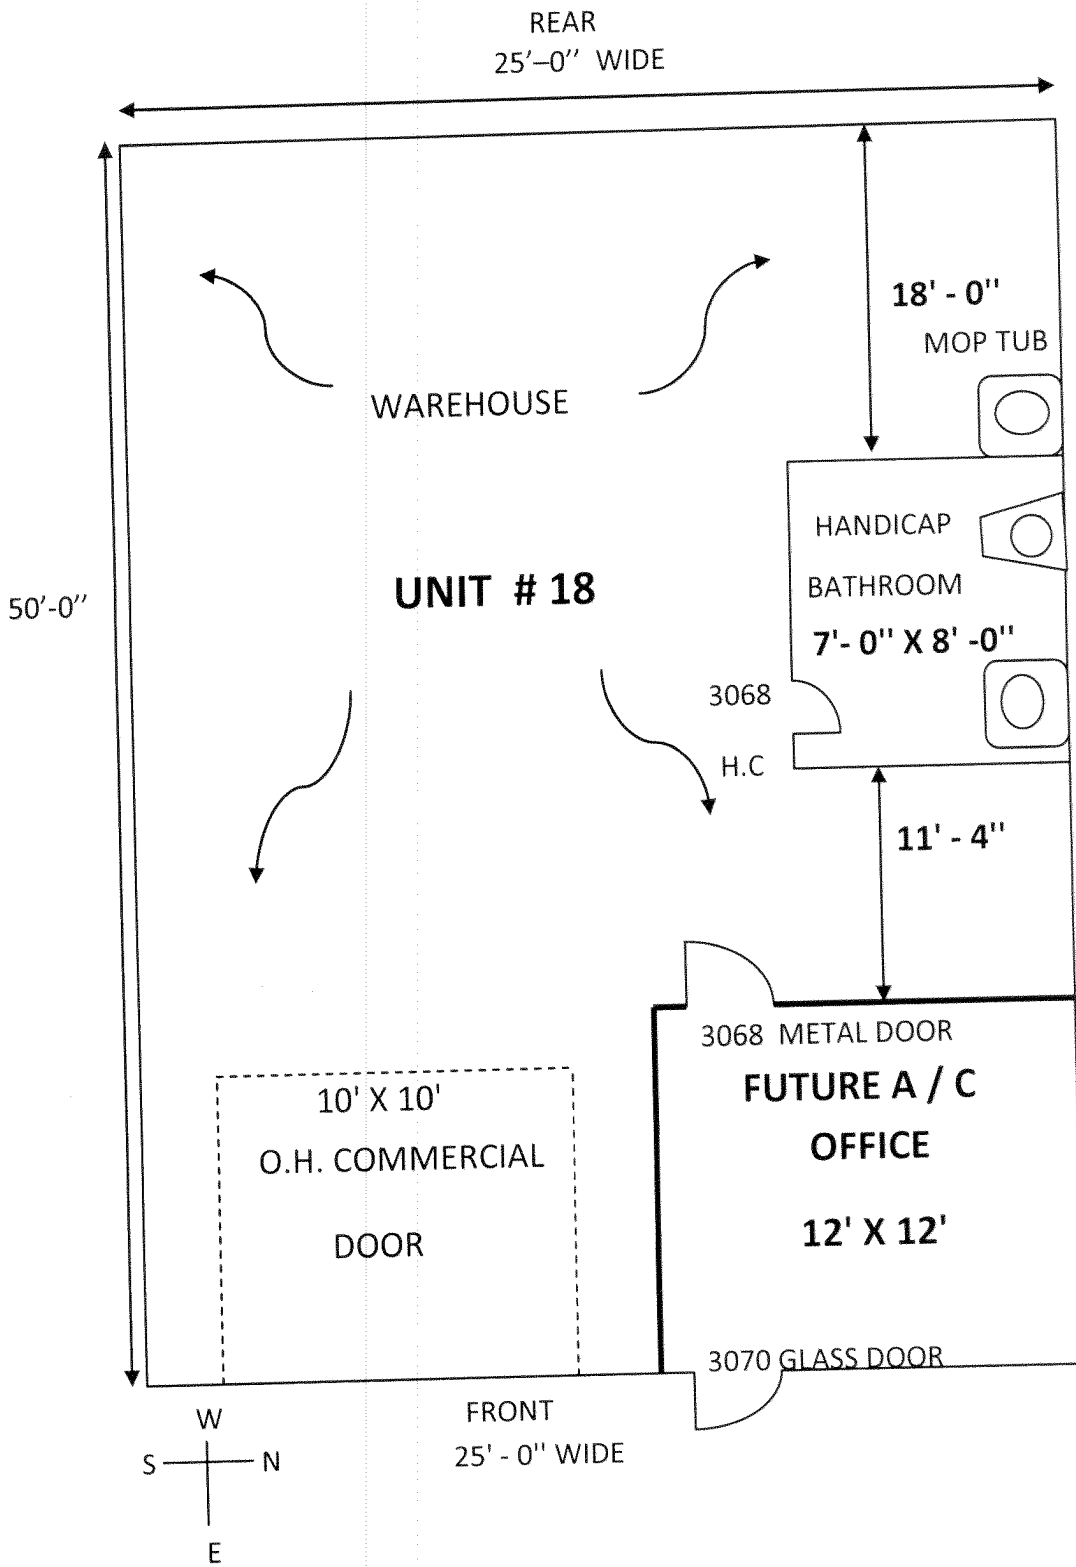 REAR
25'–0" WIDE
18' - 0"
MOP TUB
WAREHOUSE
HANDICAP
BATHROOM
7'- 0" X 8' -0"
UNIT # 18
50'-0"
3068
H.C
11' - 4"
3068 METAL DOOR
FUTURE A / C
OFFICE
12' X 12'
10' X 10'
O.H. COMMERCIAL
DOOR
3070 GLASS DOOR
FRONT
25' - 0" WIDE
W
S N
E